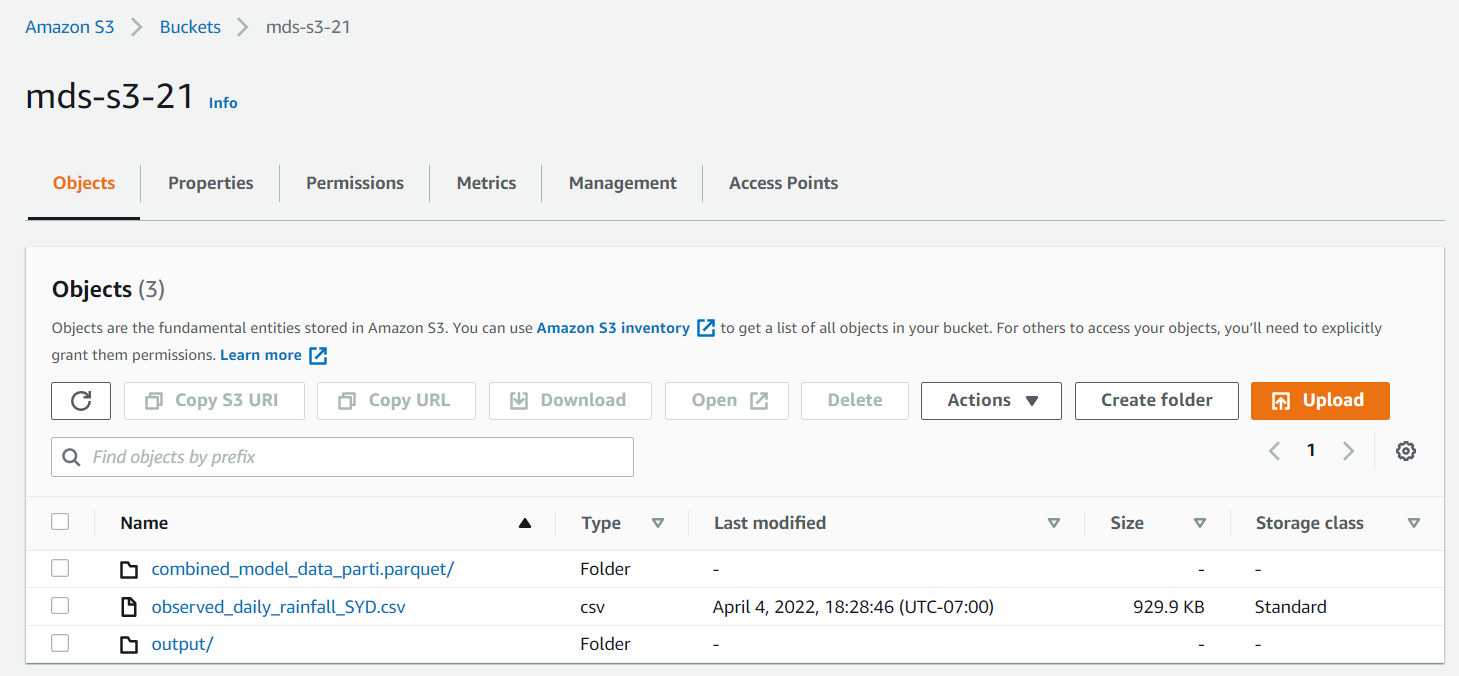 Amazon S3 > Buckets > mds-s3-21
mds-s3-21 Info
Objects Properties Permissions Metrics Management Access Points
Objects (3)
Objects are the fundamental entities stored in Amazon S3. You can use Amazon S3 inventory to get a list of all objects in your bucket. For others to access your objects, you’ll need to explicitly
grant them permissions. Learn more
Copy S3 URI Copy URL Download Open Delete Actions Create folder Upload
Find objects by prefix < 1 >
Name Type Last modified Size Storage class
combined_model_data_parti.parquet/ Folder - - -
observed_daily_rainfall_SYD.csv csv April 4, 2022, 18:28:46 (UTC-07:00) 929.9 KB Standard
output/ Folder - - -